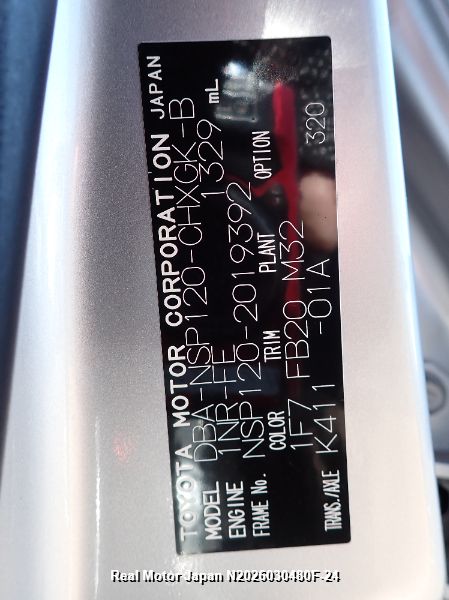 TOYOTA MOTOR CORPORATION JAPAN
MODEL DBA-NSP120-CHXGK-B
ENGINE 1NR-FE 1329 mL
FRAME No. NSP120-2019392
COLOR TRIM PLANT OPTION
1F7 FB20 M32
TRANS./AXLE K411 -01A 320
Real Motor Japan N2026030480F-24